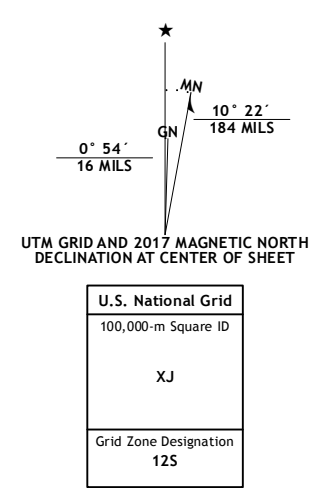 ★
MN
10° 22´
184 MILS
GN
0° 54´
16 MILS
UTM GRID AND 2017 MAGNETIC NORTH
DECLINATION AT CENTER OF SHEET
U.S. National Grid
100,000-m Square ID
XJ
Grid Zone Designation
12S